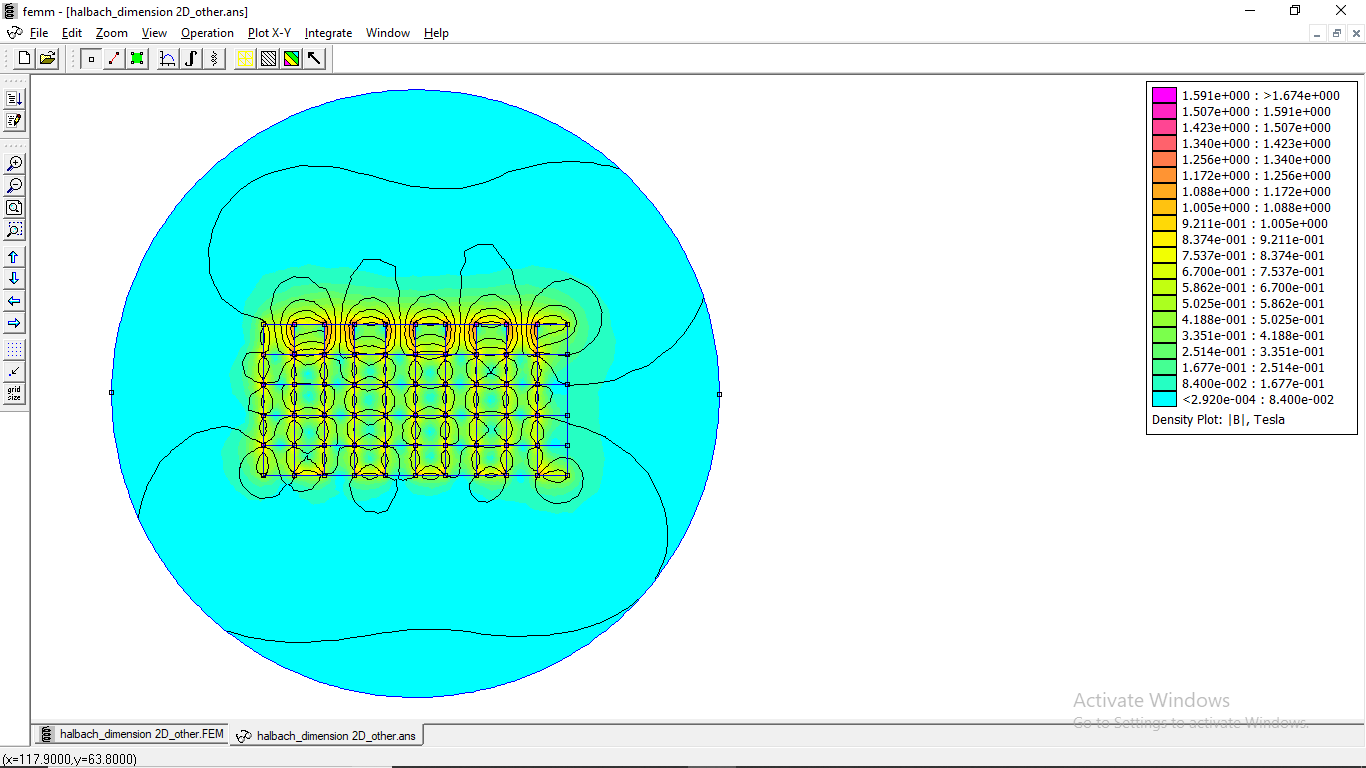 femm - [halbach_dimension 2D_other.ans]
File Edit Zoom View Operation Plot X-Y Integrate Window Help
1.591e+000 : >1.674e+000
1.507e+000 : 1.591e+000
1.423e+000 : 1.507e+000
1.340e+000 : 1.423e+000
1.256e+000 : 1.340e+000
1.172e+000 : 1.256e+000
1.088e+000 : 1.172e+000
1.005e+000 : 1.088e+000
9.211e-001 : 1.005e+000
8.374e-001 : 9.211e-001
7.537e-001 : 8.374e-001
6.700e-001 : 7.537e-001
5.862e-001 : 6.700e-001
5.025e-001 : 5.862e-001
4.188e-001 : 5.025e-001
3.351e-001 : 4.188e-001
2.514e-001 : 3.351e-001
1.677e-001 : 2.514e-001
8.400e-002 : 1.677e-001
<2.920e-004 : 8.400e-002
Density Plot: |B|, Tesla
grid
size
Activate Windows
Go to Settings to activate Windows.
halbach_dimension 2D_other.FEM
halbach_dimension 2D_other.ans
(x=117.9000,y=63.8000)